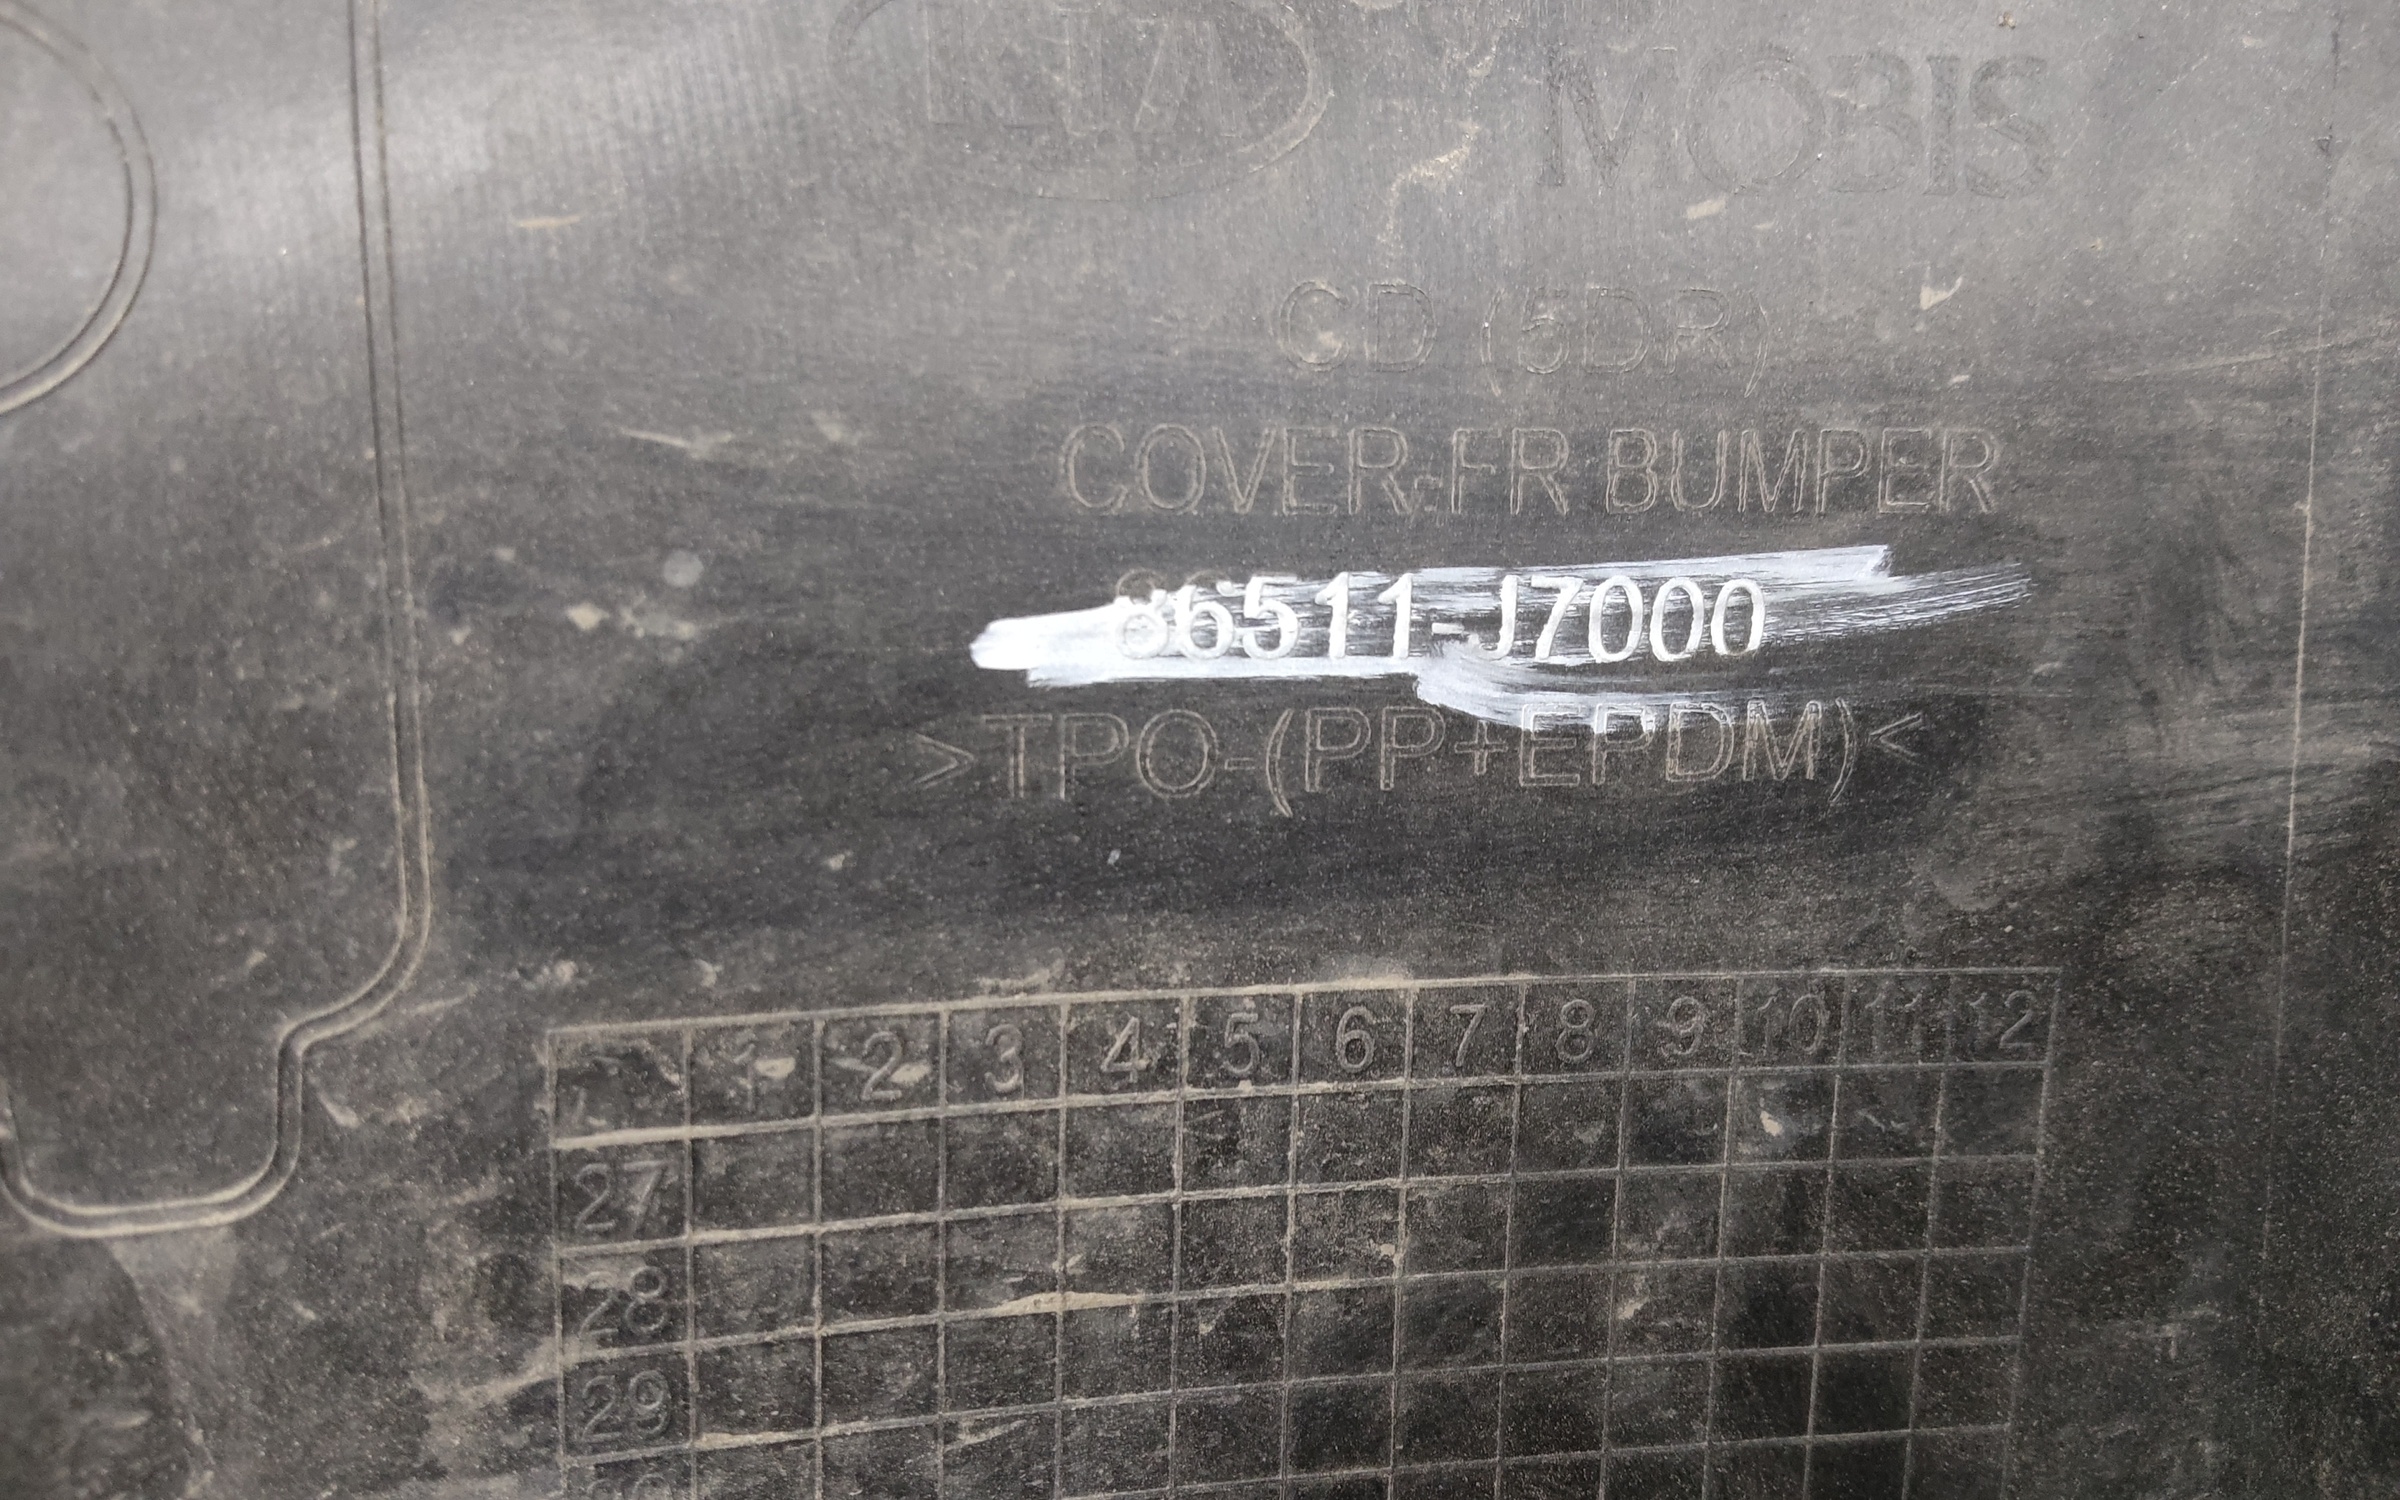 KIA MOBIS
CD (5DR)
COVER-FR BUMPER
86511-J7000
>TPO-(PP+EPDM)<
1 2 3 4 5 6 7 8 9 10 11 12
27
28
29